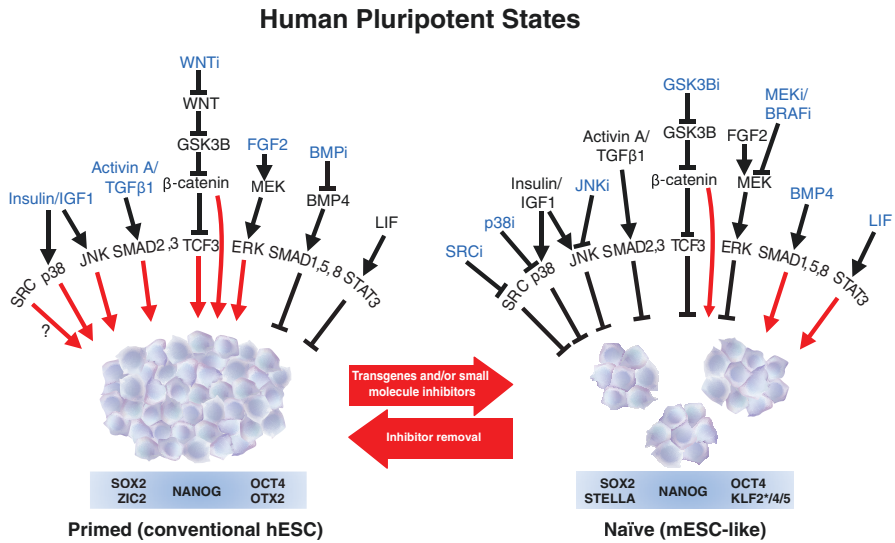 Human Pluripotent States
WNTi
WNT
GSK3B
β-catenin
TCF3
FGF2
MEK
ERK
BMPi
BMP4
SMAD1,5,8
LIF
STAT3
Activin A/
TGFβ1
SMAD2,3
Insulin/IGF1
JNK
p38
SRC
?
GSK3Bi
GSK3B
β-catenin
TCF3
MEKi/
BRAFi
FGF2
MEK
ERK
BMP4
SMAD1,5,8
LIF
STAT3
Activin A/
TGFβ1
SMAD2,3
Insulin/
IGF1
JNKi
JNK
p38i
p38
SRCi
SRC
Transgenes and/or small
molecule inhibitors
Inhibitor removal
SOX2
ZIC2
NANOG
OCT4
OTX2
Primed (conventional hESC)
SOX2
STELLA
NANOG
OCT4
KLF2*/4/5
Naïve (mESC-like)